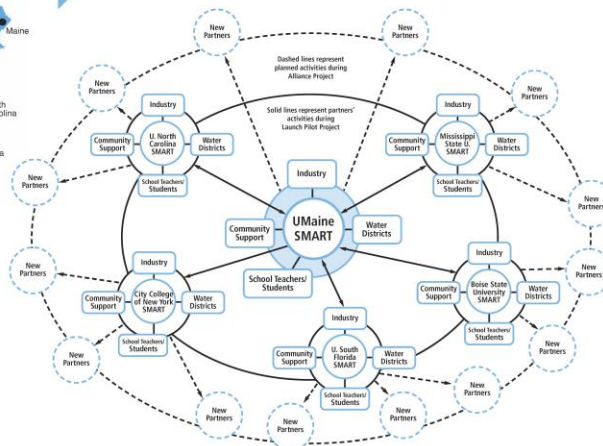 Maine
New
Partners
New
Partners
Dashed lines represent
planned activities during
Alliance Project
Solid lines represent partners'
activities during
Launch Pilot Project
New
Partners
New
Partners
Industry
Community
Support
U. North
Carolina
SMART
Water
Districts
School Teachers/
Students
Industry
Community
Support
Mississippi
State U.
SMART
Water
Districts
School Teachers/
Students
New
Partners
New
Partners
Industry
Community
Support
UMaine
SMART
Water
Districts
School Teachers/
Students
New
Partners
New
Partners
Industry
Community
Support
City College
of New York
SMART
Water
Districts
School Teachers/
Students
Industry
Community
Support
Boise State
University
SMART
Water
Districts
School Teachers/
Students
Industry
Community
Support
U. South
Florida
SMART
Water
Districts
School Teachers/
Students
New
Partners
New
Partners
New
Partners
New
Partners
New
Partners
New
Partners